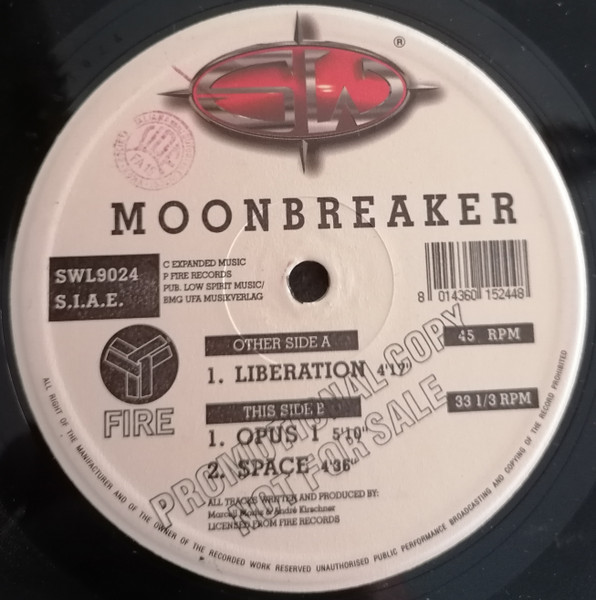 SW
®
MOONBREAKER
SWL9024
S.I.A.E.
C EXPANDED MUSIC
P FIRE RECORDS
PUB. LOW SPIRIT MUSIC/
BMG UFA MUSIKVERLAG
8 014360 152448
FIRE
OTHER SIDE A
45 RPM
1. LIBERATION 4'17"
THIS SIDE B
33 1/3 RPM
1. OPUS 1 5'10"
2. SPACE 4'36"
PROMOTIONAL COPY
NOT FOR SALE
ALL TRACKS WRITTEN AND PRODUCED BY:
& André Kirschner
LICENSED FROM FIRE RECORDS
ALL RIGHT OF THE MANUFACTURER AND OF THE OWNER OF THE RECORDED WORK RESERVED UNAUTHORISED PUBLIC PERFORMANCE BROADCASTING AND COPYING OF THE RECORD PROHIBITED